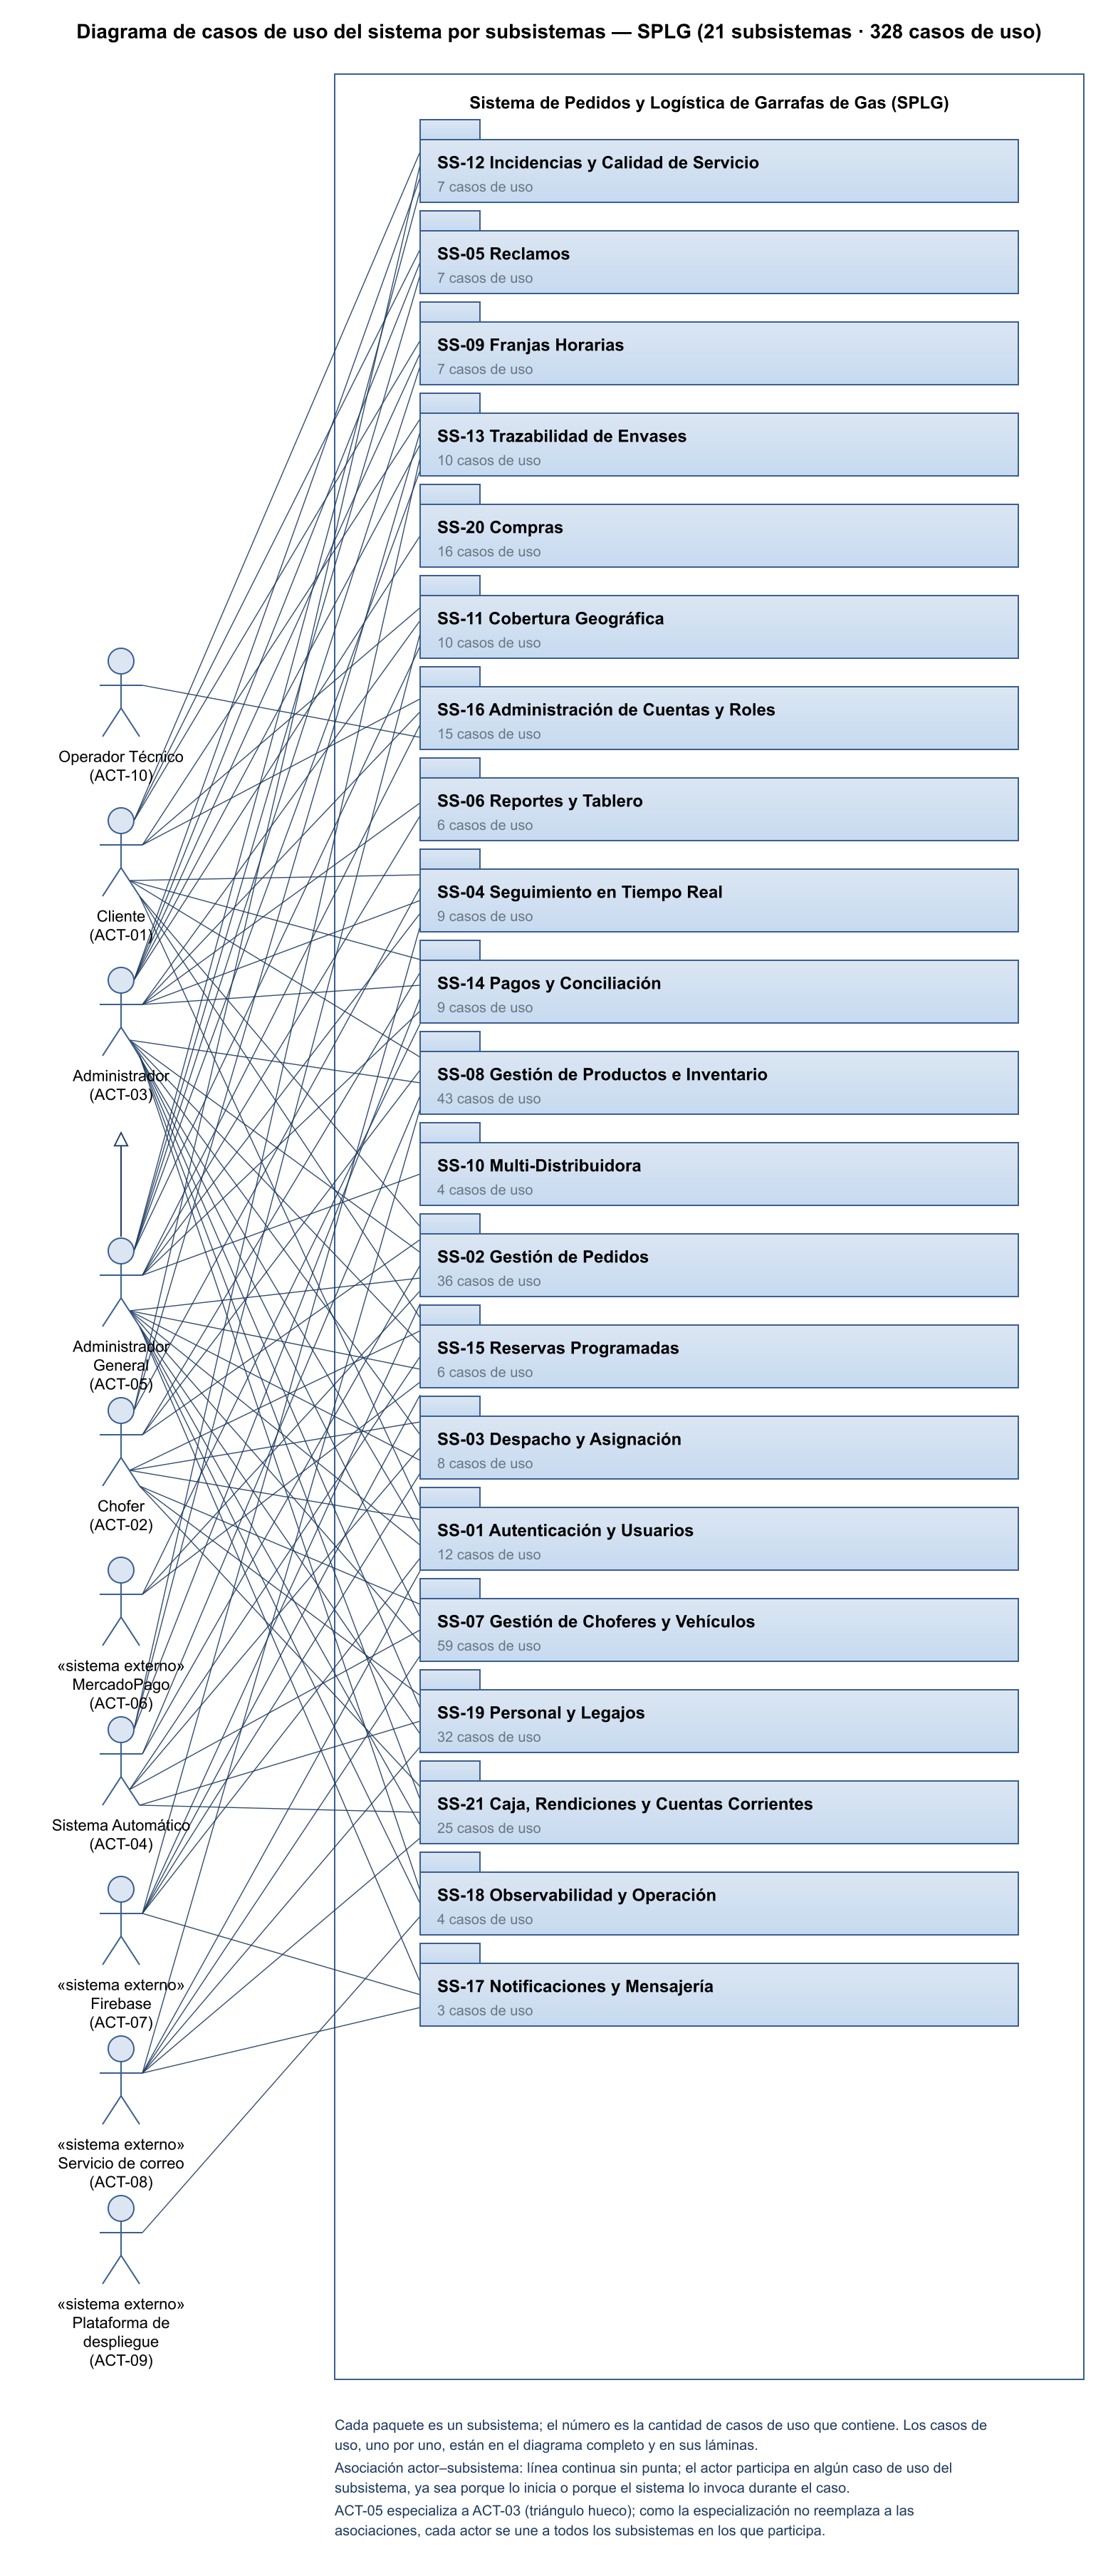 Diagrama de casos de uso del sistema por subsistemas — SPLG (21 subsistemas · 328 casos de uso)
Sistema de Pedidos y Logística de Garrafas de Gas (SPLG)
SS-12 Incidencias y Calidad de Servicio
7 casos de uso
SS-05 Reclamos
7 casos de uso
SS-09 Franjas Horarias
7 casos de uso
SS-13 Trazabilidad de Envases
10 casos de uso
SS-20 Compras
16 casos de uso
SS-11 Cobertura Geográfica
10 casos de uso
SS-16 Administración de Cuentas y Roles
15 casos de uso
SS-06 Reportes y Tablero
6 casos de uso
SS-04 Seguimiento en Tiempo Real
9 casos de uso
SS-14 Pagos y Conciliación
9 casos de uso
SS-08 Gestión de Productos e Inventario
43 casos de uso
SS-10 Multi-Distribuidora
4 casos de uso
SS-02 Gestión de Pedidos
36 casos de uso
SS-15 Reservas Programadas
6 casos de uso
SS-03 Despacho y Asignación
8 casos de uso
SS-01 Autenticación y Usuarios
12 casos de uso
SS-07 Gestión de Choferes y Vehículos
59 casos de uso
SS-19 Personal y Legajos
32 casos de uso
SS-21 Caja, Rendiciones y Cuentas Corrientes
25 casos de uso
SS-18 Observabilidad y Operación
4 casos de uso
SS-17 Notificaciones y Mensajería
3 casos de uso
Operador Técnico
(ACT-10)
Cliente
(ACT-01)
Administrador
(ACT-03)
Administrador
General
(ACT-05)
Chofer
(ACT-02)
«sistema externo»
MercadoPago
(ACT-06)
Sistema Automático
(ACT-04)
«sistema externo»
Firebase
(ACT-07)
«sistema externo»
Servicio de correo
(ACT-08)
«sistema externo»
Plataforma de
despliegue
(ACT-09)
Cada paquete es un subsistema; el número es la cantidad de casos de uso que contiene. Los casos de
uso, uno por uno, están en el diagrama completo y en sus láminas.
Asociación actor–subsistema: línea continua sin punta; el actor participa en algún caso de uso del
subsistema, ya sea porque lo inicia o porque el sistema lo invoca durante el caso.
ACT-05 especializa a ACT-03 (triángulo hueco); como la especialización no reemplaza a las
asociaciones, cada actor se une a todos los subsistemas en los que participa.